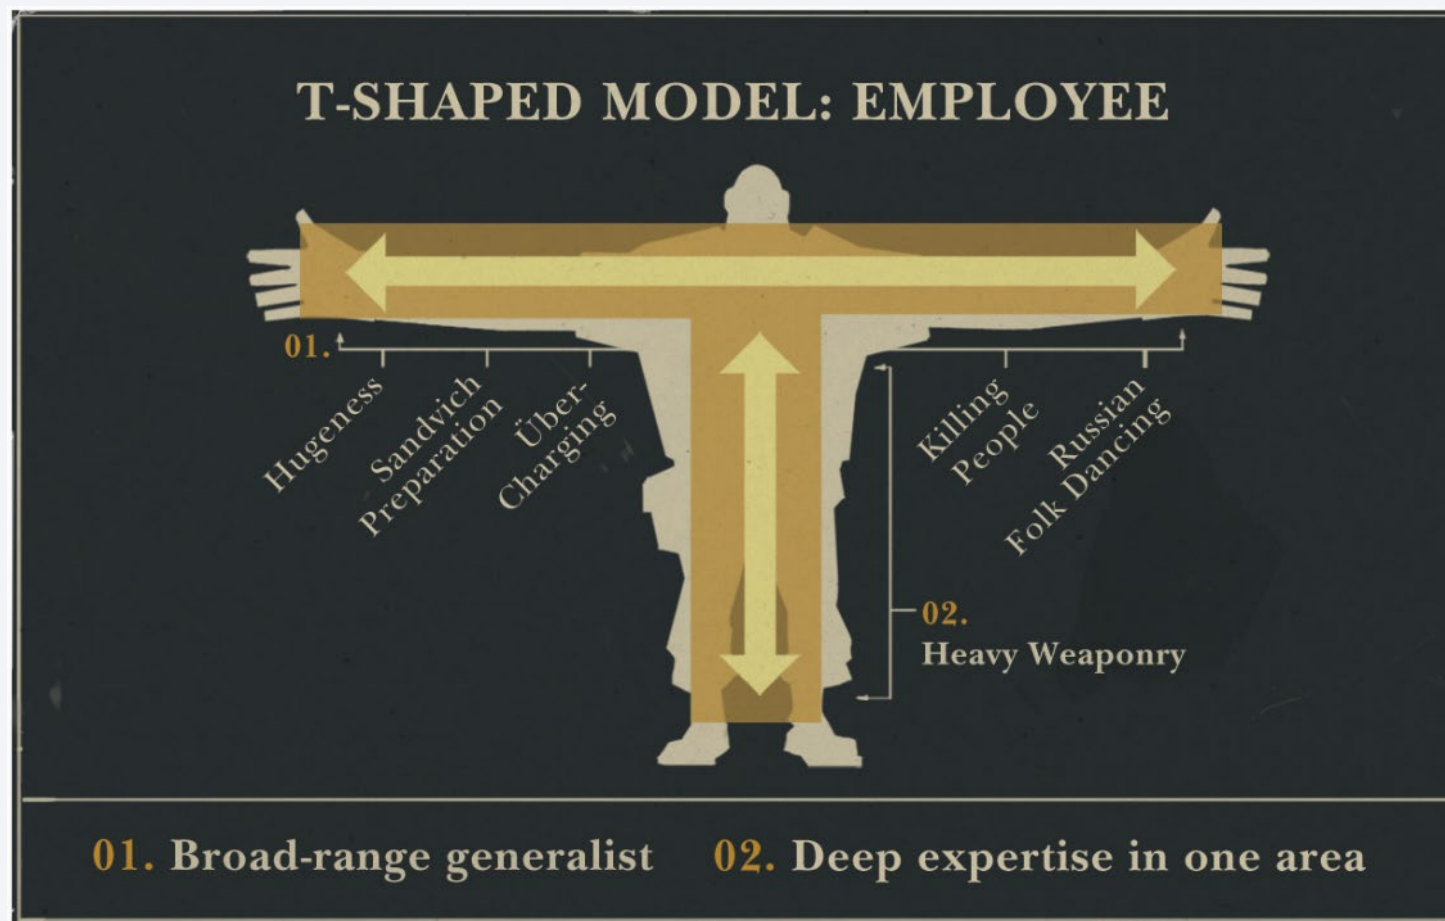 T-SHAPED MODEL: EMPLOYEE
01.
Hugeness
Sandvich
Preparation
Über-
Charging
Killing
People
Russian
Folk Dancing
02.
Heavy Weaponry
01. Broad-range generalist
02. Deep expertise in one area